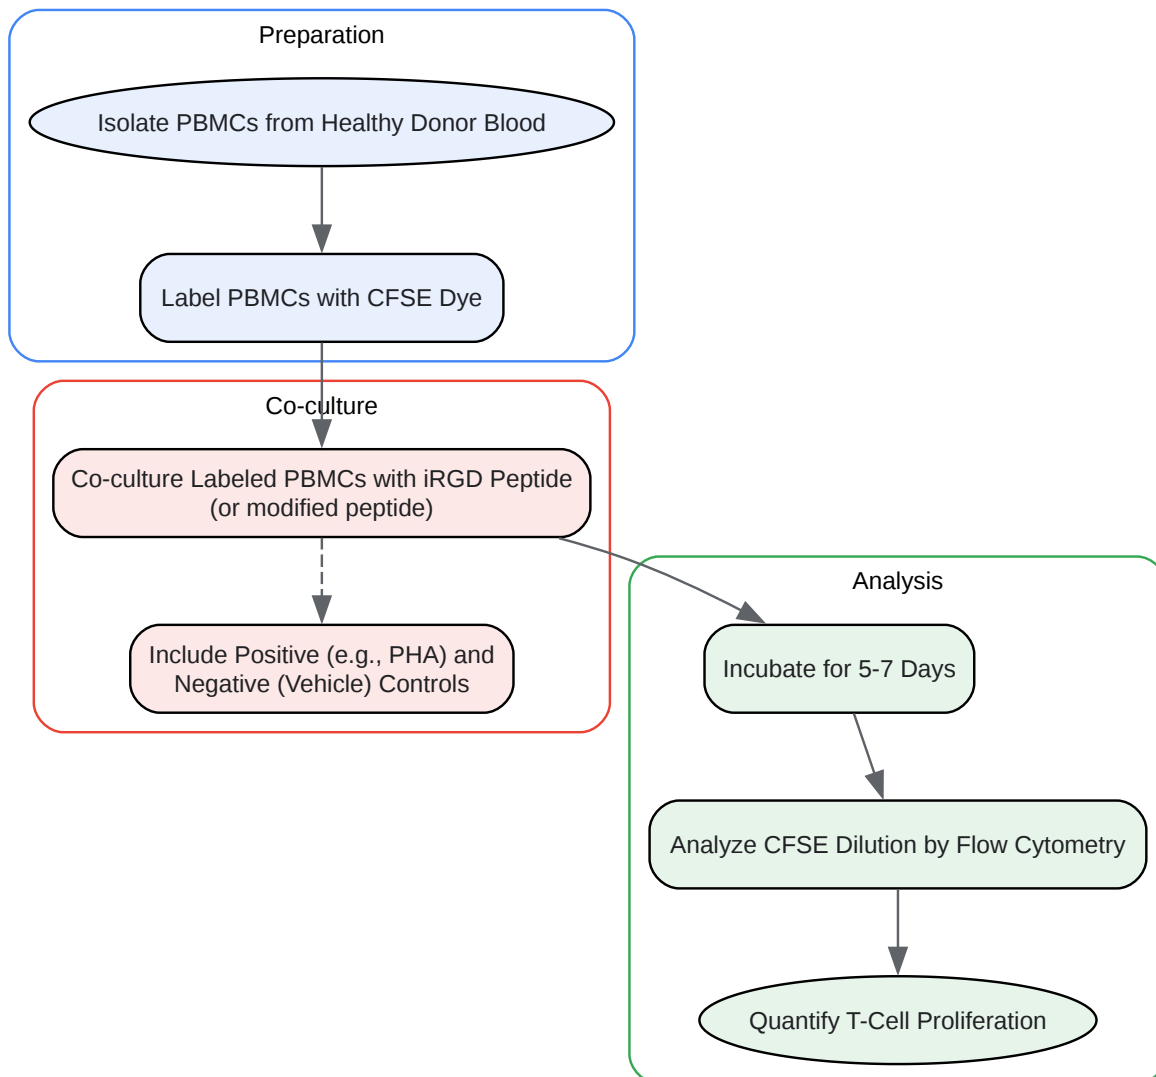 Preparation
Isolate PBMCs from Healthy Donor Blood
Label PBMCs with CFSE Dye
Co-culture
Co-culture Labeled PBMCs with iRGD Peptide
(or modified peptide)
Include Positive (e.g., PHA) and
Negative (Vehicle) Controls
Analysis
Incubate for 5-7 Days
Analyze CFSE Dilution by Flow Cytometry
Quantify T-Cell Proliferation